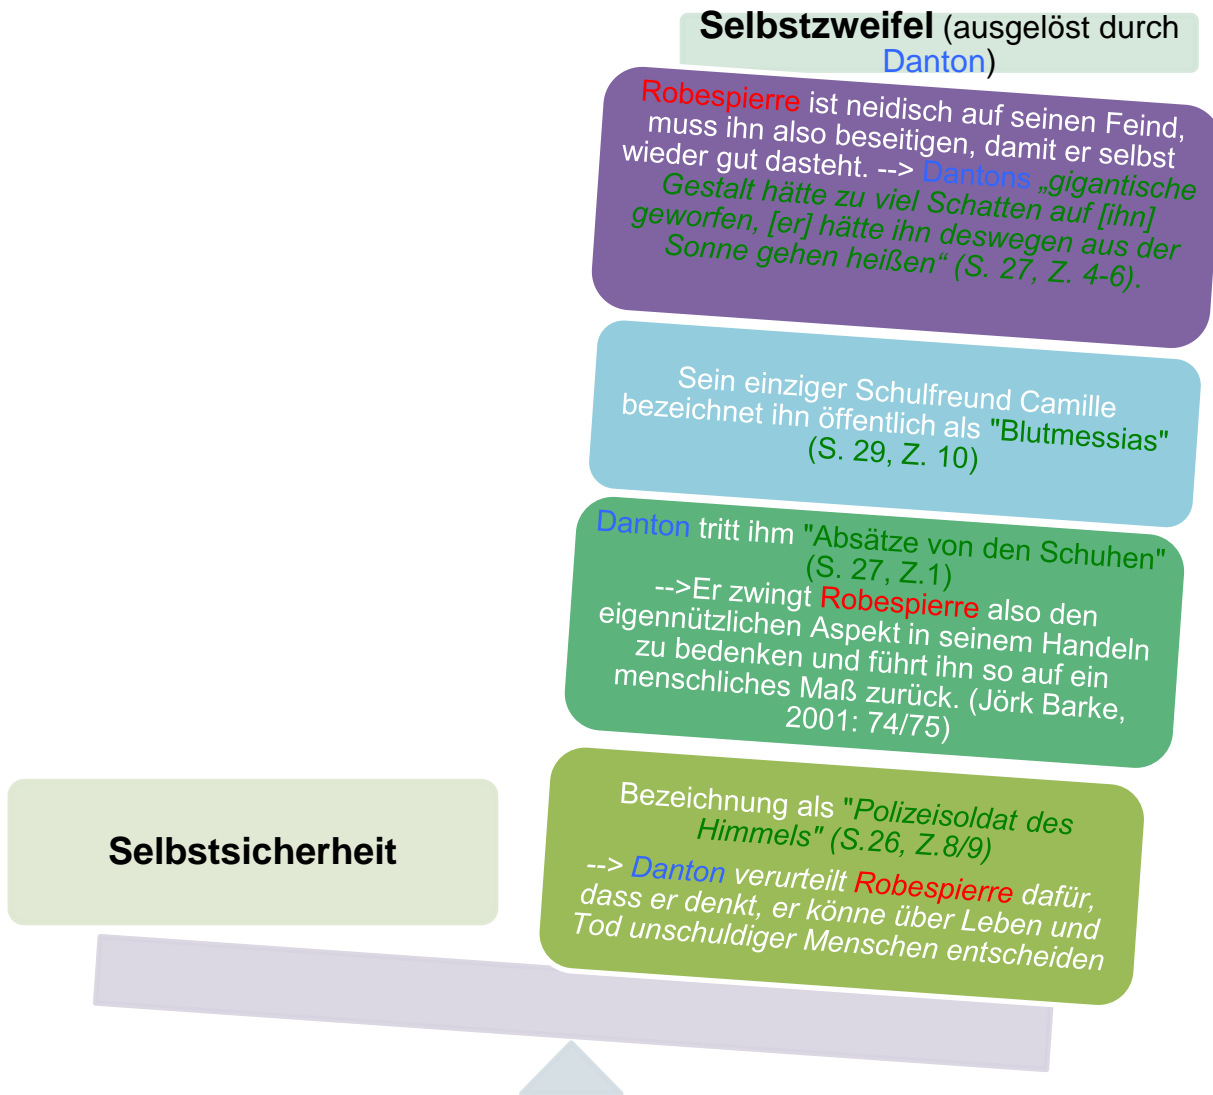 Selbstzweifel (ausgelöst durch
Danton)
Robespierre ist neidisch auf seinen Feind,
muss ihn also beseitigen, damit er selbst
wieder gut dasteht. --> Dantons „gigantische
Gestalt hätte zu viel Schatten auf [ihn]
geworfen, [er] hätte ihn deswegen aus der
Sonne gehen heißen“ (S. 27, Z. 4-6).
Sein einziger Schulfreund Camille
bezeichnet ihn öffentlich als "Blutmessias"
(S. 29, Z. 10)
Danton tritt ihm "Absätze von den Schuhen"
(S. 27, Z.1)
-->Er zwingt Robespierre also den
eigennützlichen Aspekt in seinem Handeln
zu bedenken und führt ihn so auf ein
menschliches Maß zurück. (Jörk Barke,
2001: 74/75)
Bezeichnung als "Polizeisoldat des
Himmels" (S.26, Z.8/9)
--> Danton verurteilt Robespierre dafür,
dass er denkt, er könne über Leben und
Tod unschuldiger Menschen entscheiden
Selbstsicherheit